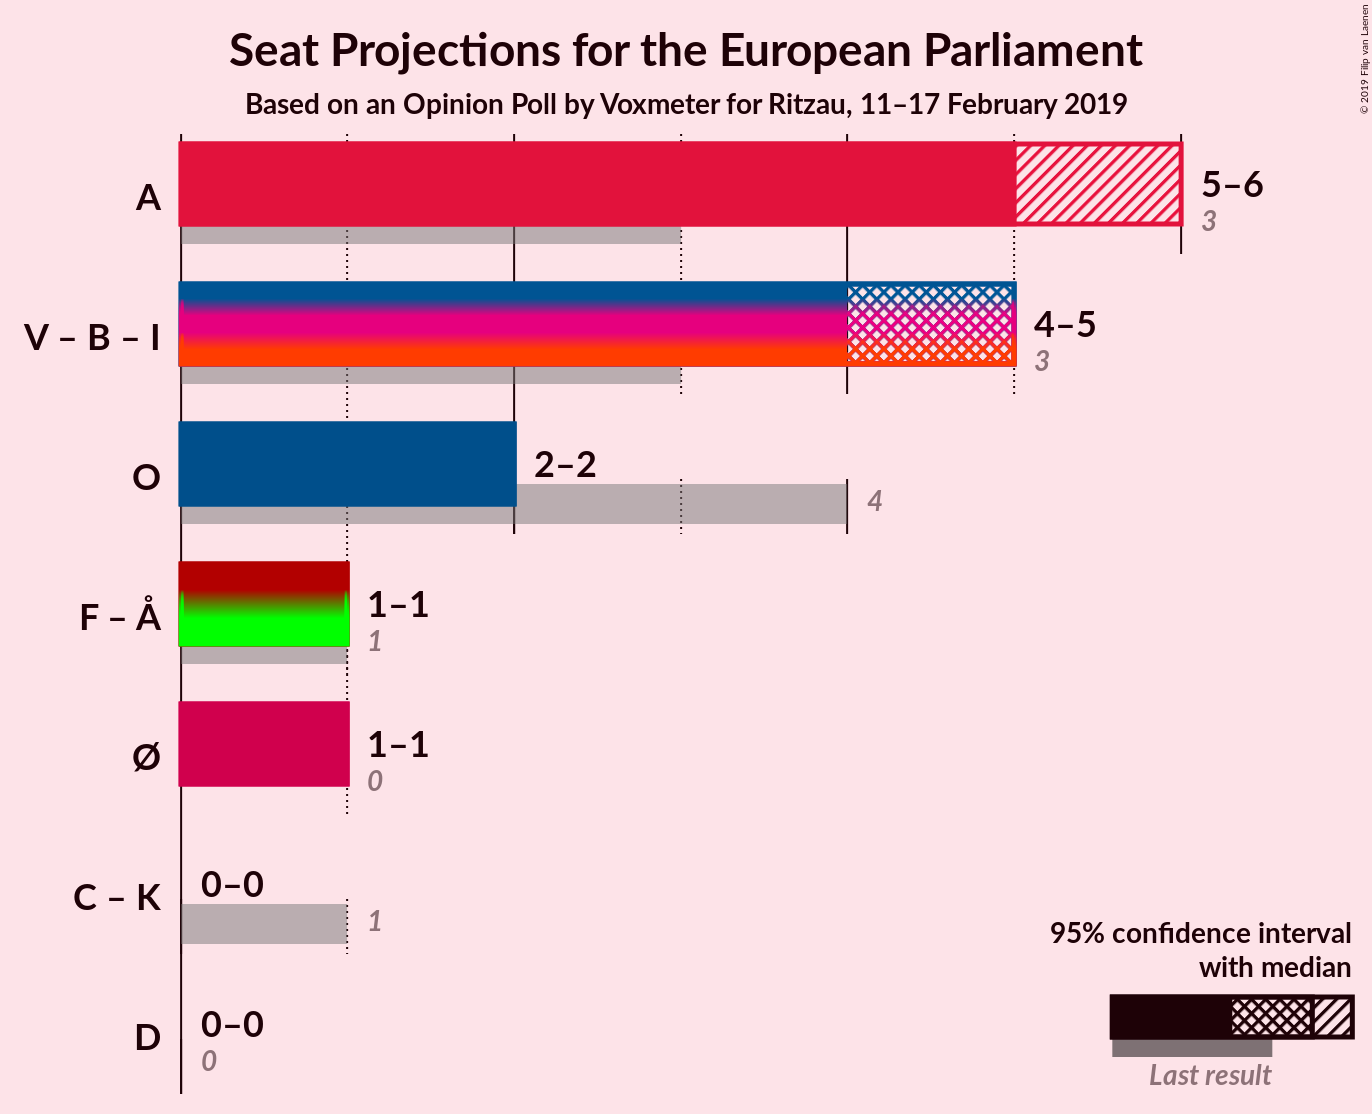 Seat Projections for the European Parliament
Based on an Opinion Poll by Voxmeter for Ritzau, 11–17 February 2019
© 2019 Filip van Laenen
A
5–6
3
V – B – I
4–5
3
O
2–2
4
F – Å
1–1
1
Ø
1–1
0
C – K
0–0
1
D
0–0
0
95% confidence interval
with median
Last result